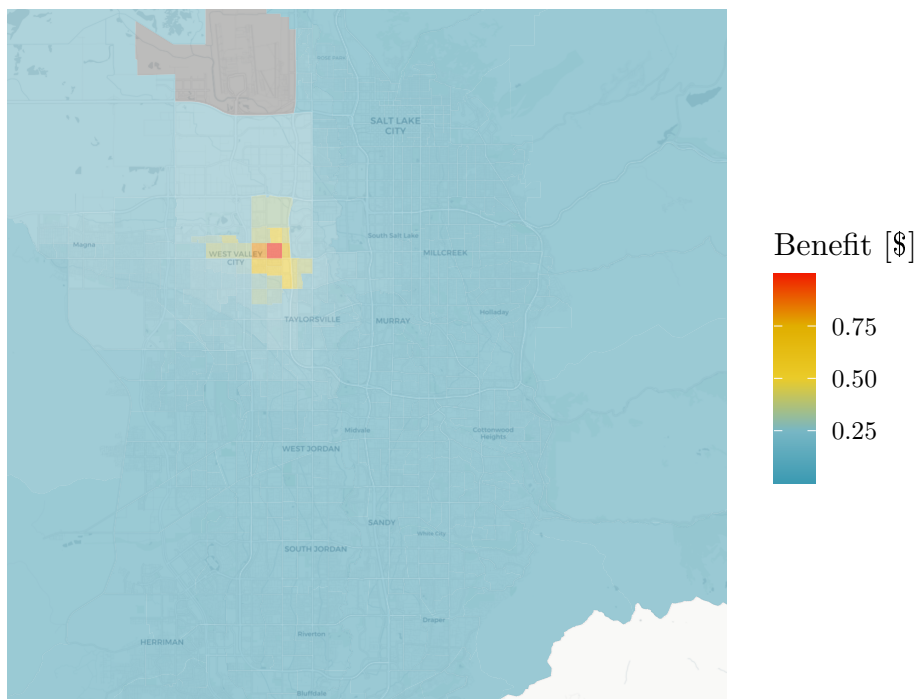 SALT LAKE
CITY
South Salt Lake
Magna
WEST VALLEY
CITY
MILLCREEK
Benefit [$]
Holladay
TAYLORSVILLE
MURRAY
0.75
0.50
0.25
Midvale
Cottonwood
Heights
WEST JORDAN
SANDY
White City
SOUTH JORDAN
Draper
Riverton
HERRIMAN
Bluffdale